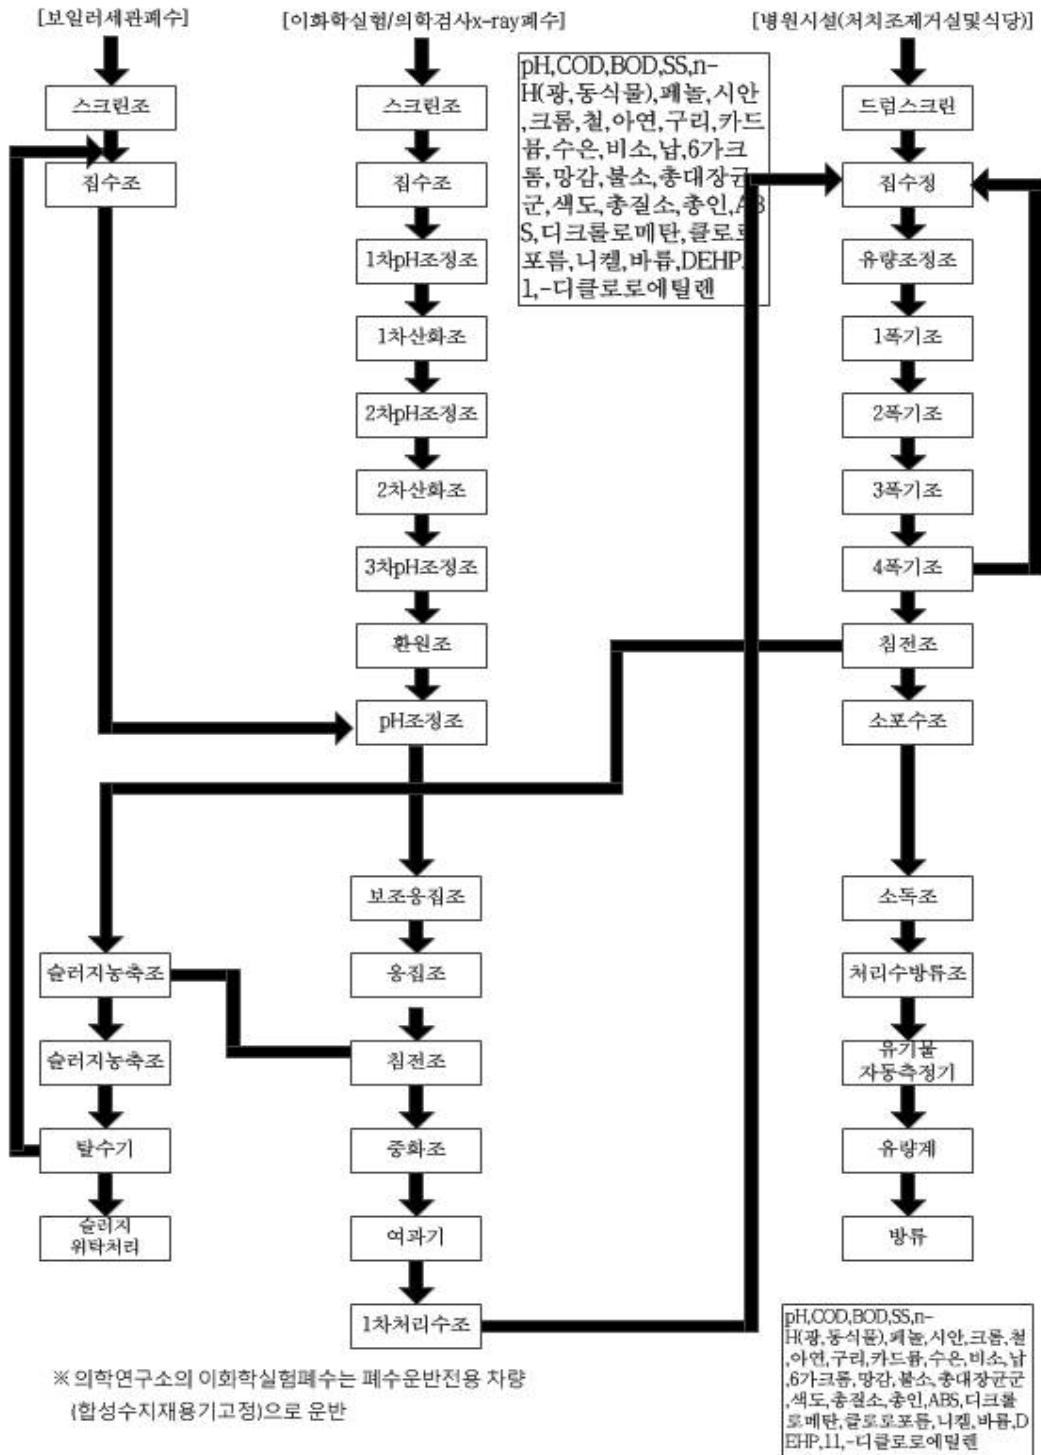 [보일러세관폐수]
스크린조
집수조
[이화학실험/의학검사x-ray폐수]
스크린조
집수조
1차pH조정조
1차산화조
2차pH조정조
2차산화조
3차pH조정조
환원조
pH조정조
보조응집조
응집조
침전조
중화조
여과기
1차처리수조
pH,COD,BOD,SS,n-
H(광,동식물),페놀,시안
,크롬,철,아연,구리,카드
뮴,수은,비소,납,6가크
롬,망감,불소,총대장균
군,색도,총질소,총인,AB
S,디크롤로메탄,클로로
포름,니켈,바륨,DEHP,
1,-디클로로에틸렌
[병원시설(처치조제거실및식당)]
드럼스크린
집수정
유량조정조
1폭기조
2폭기조
3폭기조
4폭기조
침전조
소포수조
소독조
처리수방류조
유기물
자동측정기
유량계
방류
슬러지농축조
슬러지농축조
탈수기
슬러지
위탁처리
pH,COD,BOD,SS,n-
H(광,동식물),페놀,시안,크롬,철
,아연,구리,카드뮴,수은,비소,납
,6가크롬,망감,불소,총대장균군
,색도,총질소,총인,ABS,디크롤
로메탄,클로로포름,니켈,바륨,D
EHP,11,-디클로로에틸렌
※ 의학연구소의 이화학실험폐수는 폐수운반전용 차량
(합성수지재용기고정)으로 운반